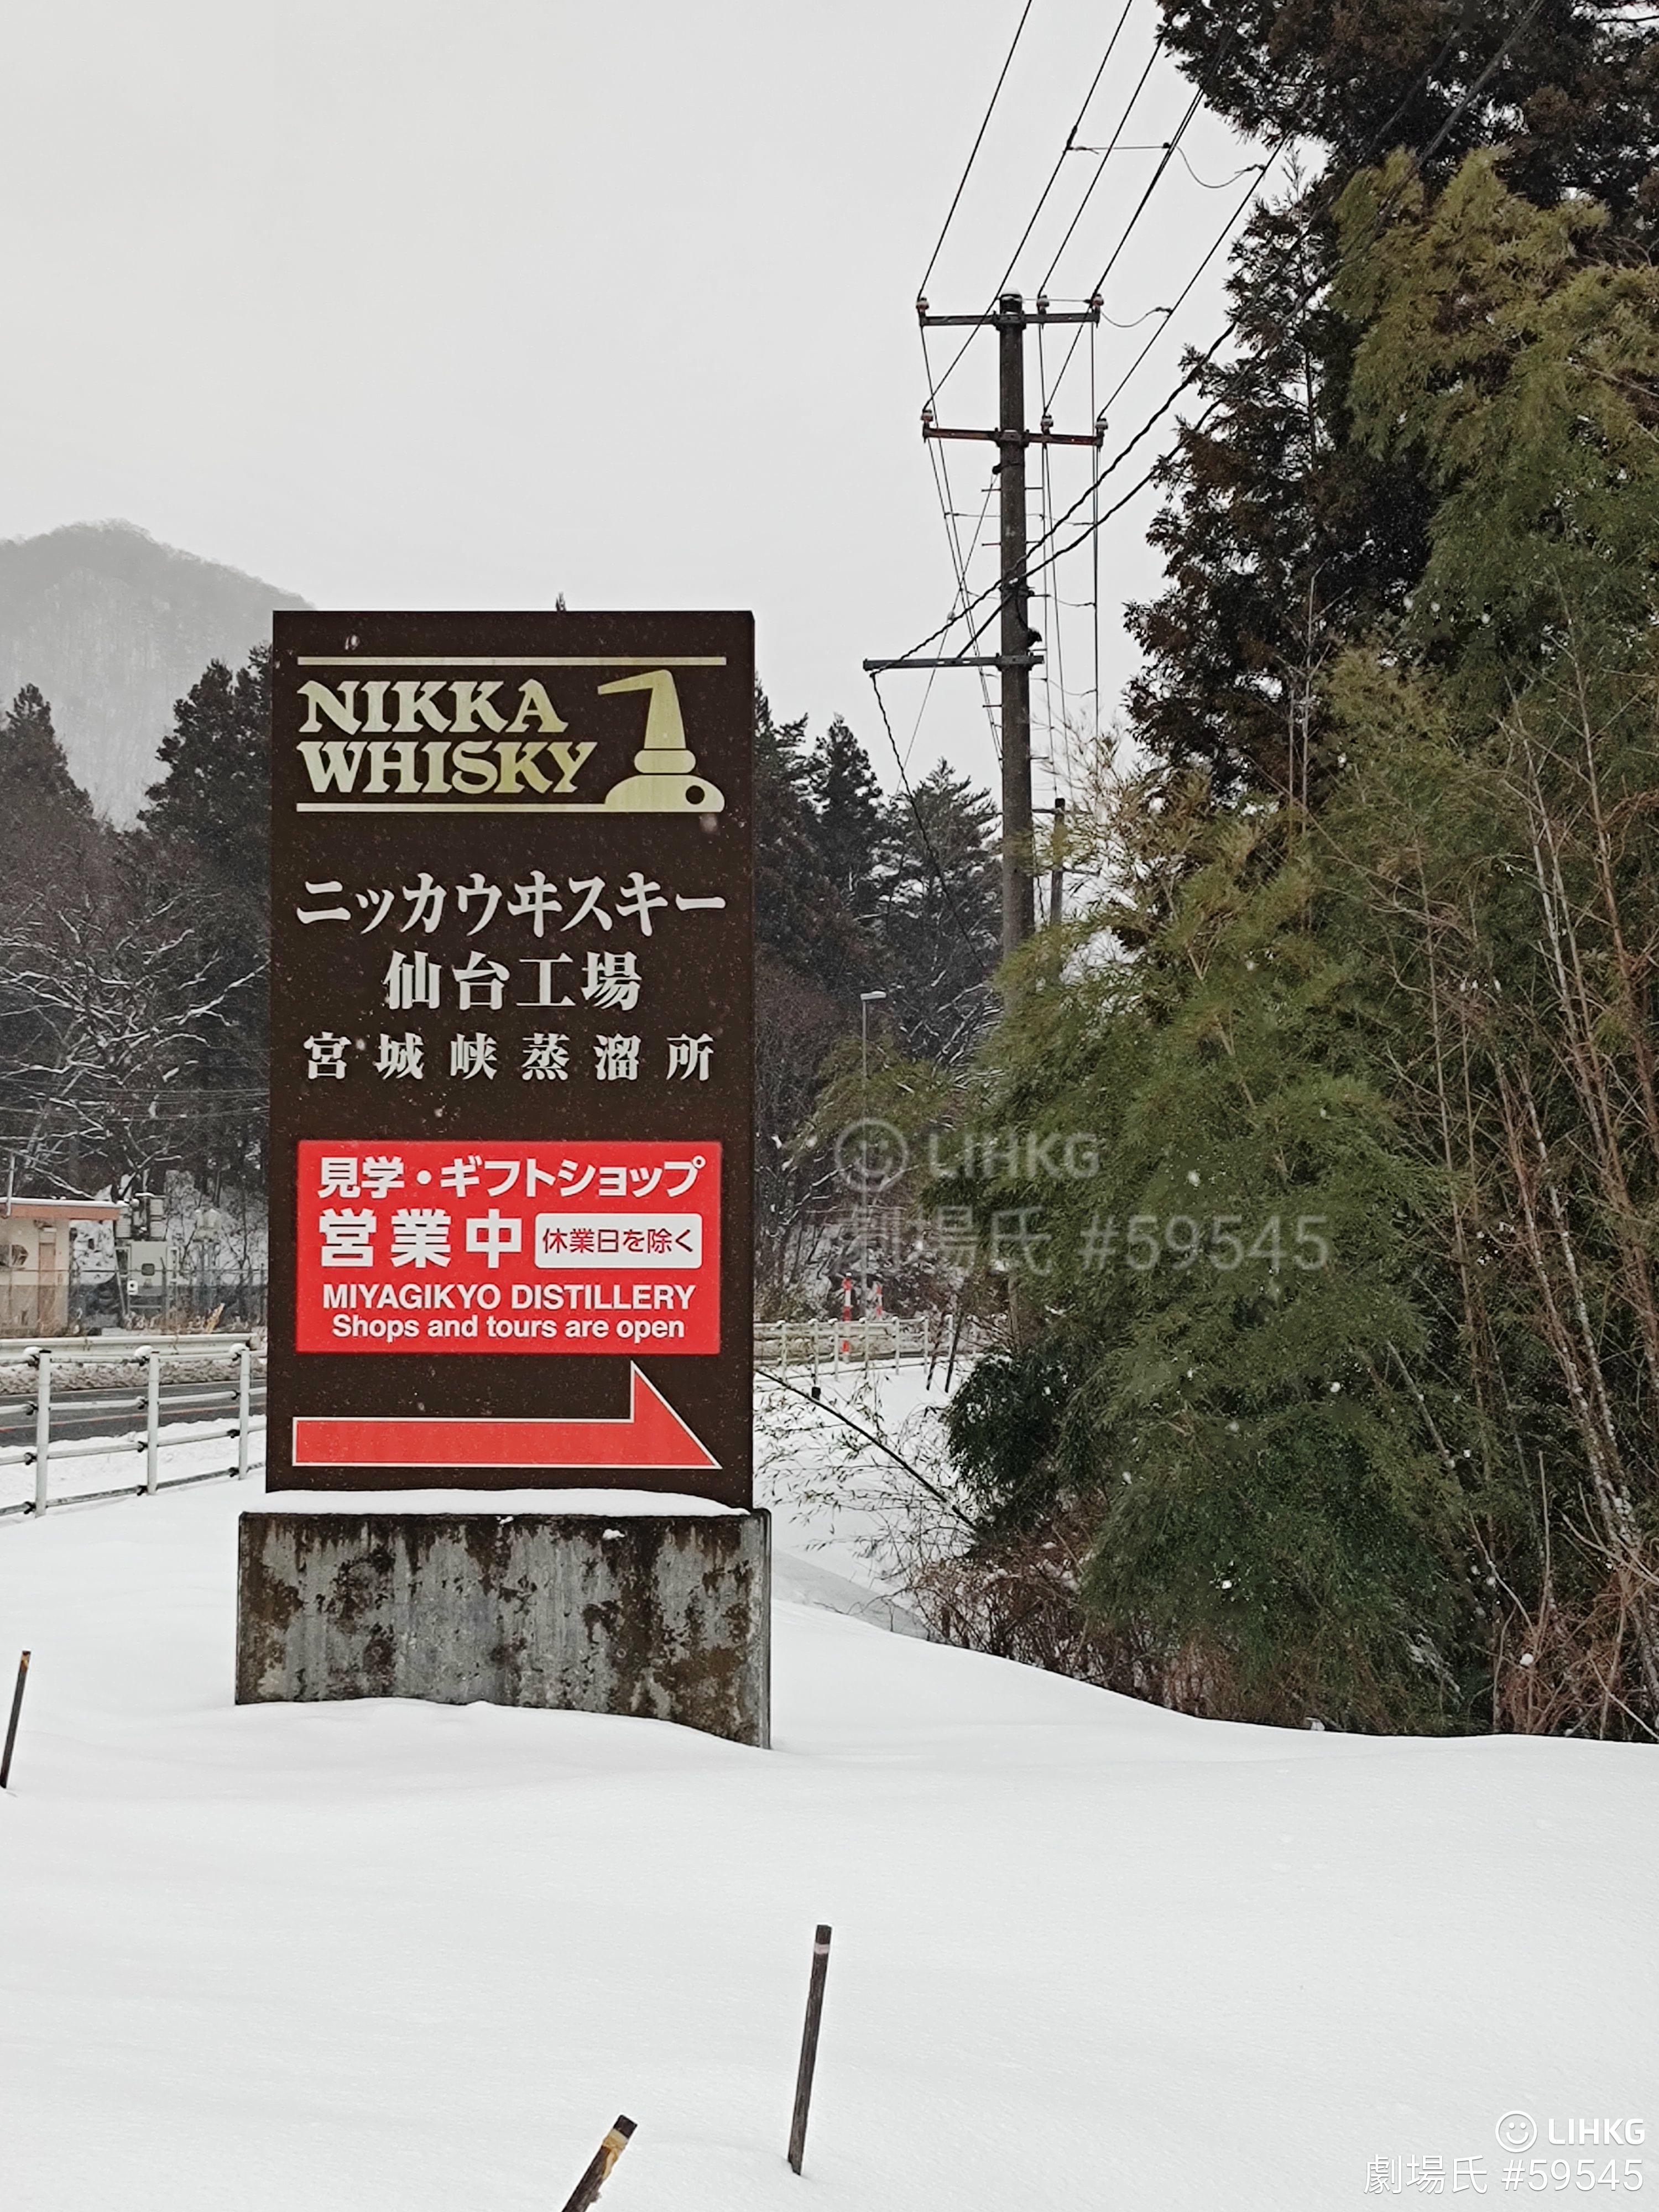 NIKKA
WHISKY
ニッカウヰスキー
仙台工場
宮城峡蒸溜所
見学・ギフトショップ
営業中 休業日を除く
MIYAGIKYO DISTILLERY
Shops and tours are open
LIHKG
劇場氏 #59545
LIHKG
劇場氏 #59545